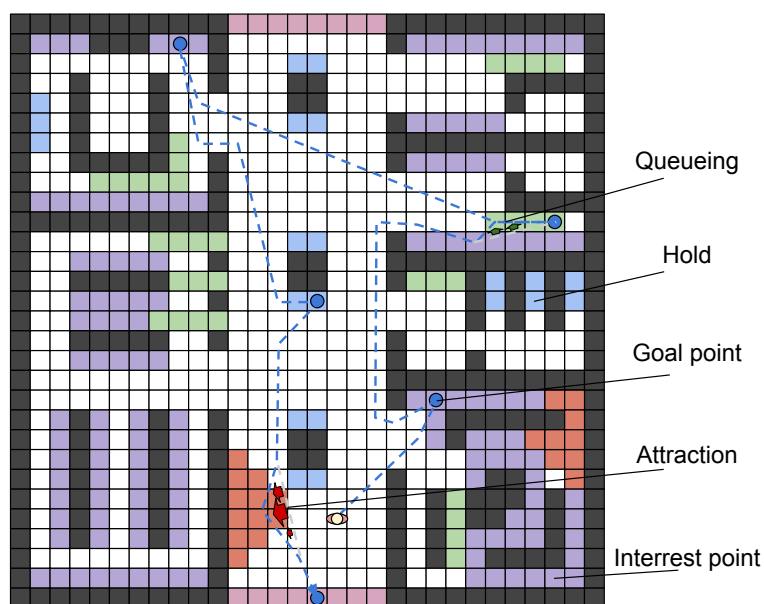 Queueing
Hold
Goal point
Attraction
Interrest point